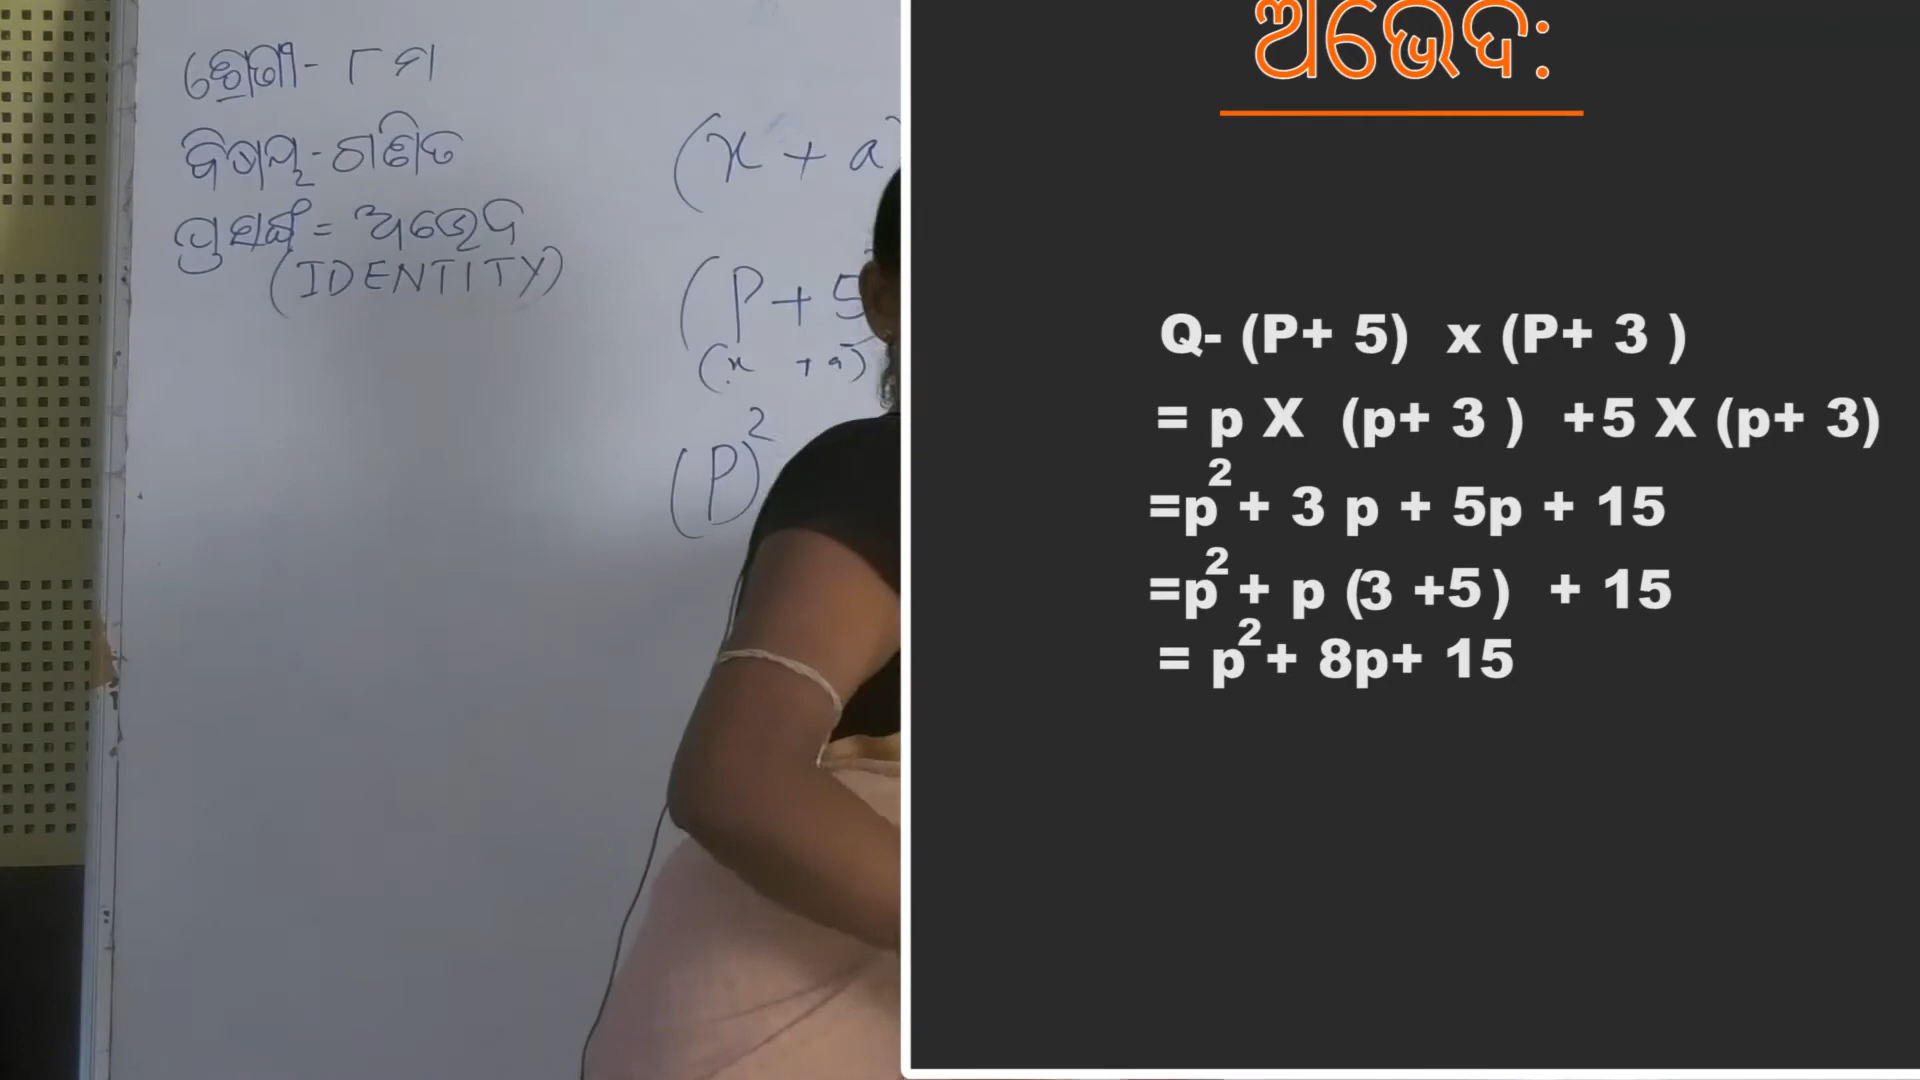 ଶ୍ରେଣୀ- ୮ ମ
ବିଷୟ-ଗଣିତ
ପ୍ରସଙ୍ଗ = ଅଭେଦ
(IDENTITY)
(x + a)
(P + 5
(x + a)
(P)²
ଅଭେଦ:
Q- (P+ 5) x (P+ 3 )
= p X (p+ 3 ) +5 X (p+ 3)
=p²+ 3 p + 5p + 15
=p²+ p (3 +5) + 15
= p²+ 8p+ 15